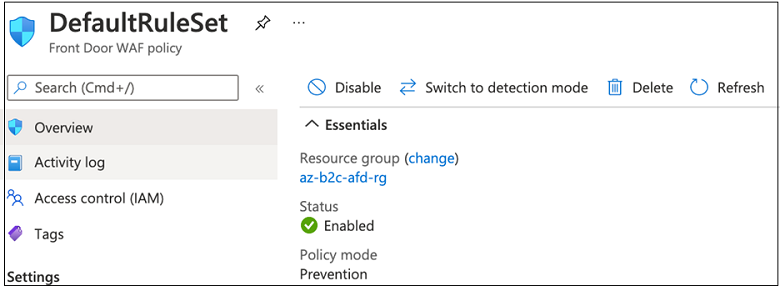 DefaultRuleSet
...
Front Door WAF policy
Search (Cmd+/)
«
Disable
Switch to detection mode
Delete
Refresh
Overview
Activity log
Access control (IAM)
Tags
Settings
Essentials
Resource group (change)
az-b2c-afd-rg
Status
Enabled
Policy mode
Prevention